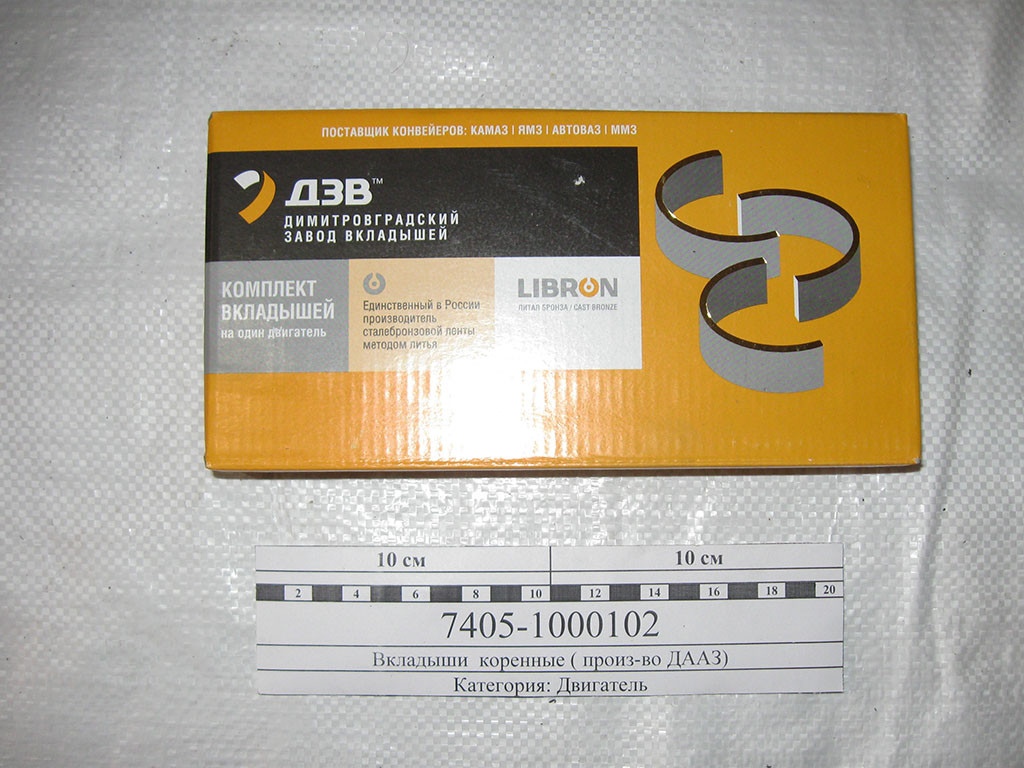 ПОСТАВЩИК КОНВЕЙЕРОВ: КАМАЗ | ЯМЗ | АВТОВАЗ | ММЗ
ДЗВ™
ДИМИТРОВГРАДСКИЙ
ЗАВОД ВКЛАДЫШЕЙ
КОМПЛЕКТ
ВКЛАДЫШЕЙ
на один двигатель
Единственный в России
производитель
сталебронзовой ленты
методом литья
LIBRON
ЛИТАЯ БРОНЗА / CAST BRONZE
10 см 10 см
2 4 6 8 10 12 14 16 18 20
7405-1000102
Вкладыши коренные ( произ-во ДААЗ)
Категория: Двигатель